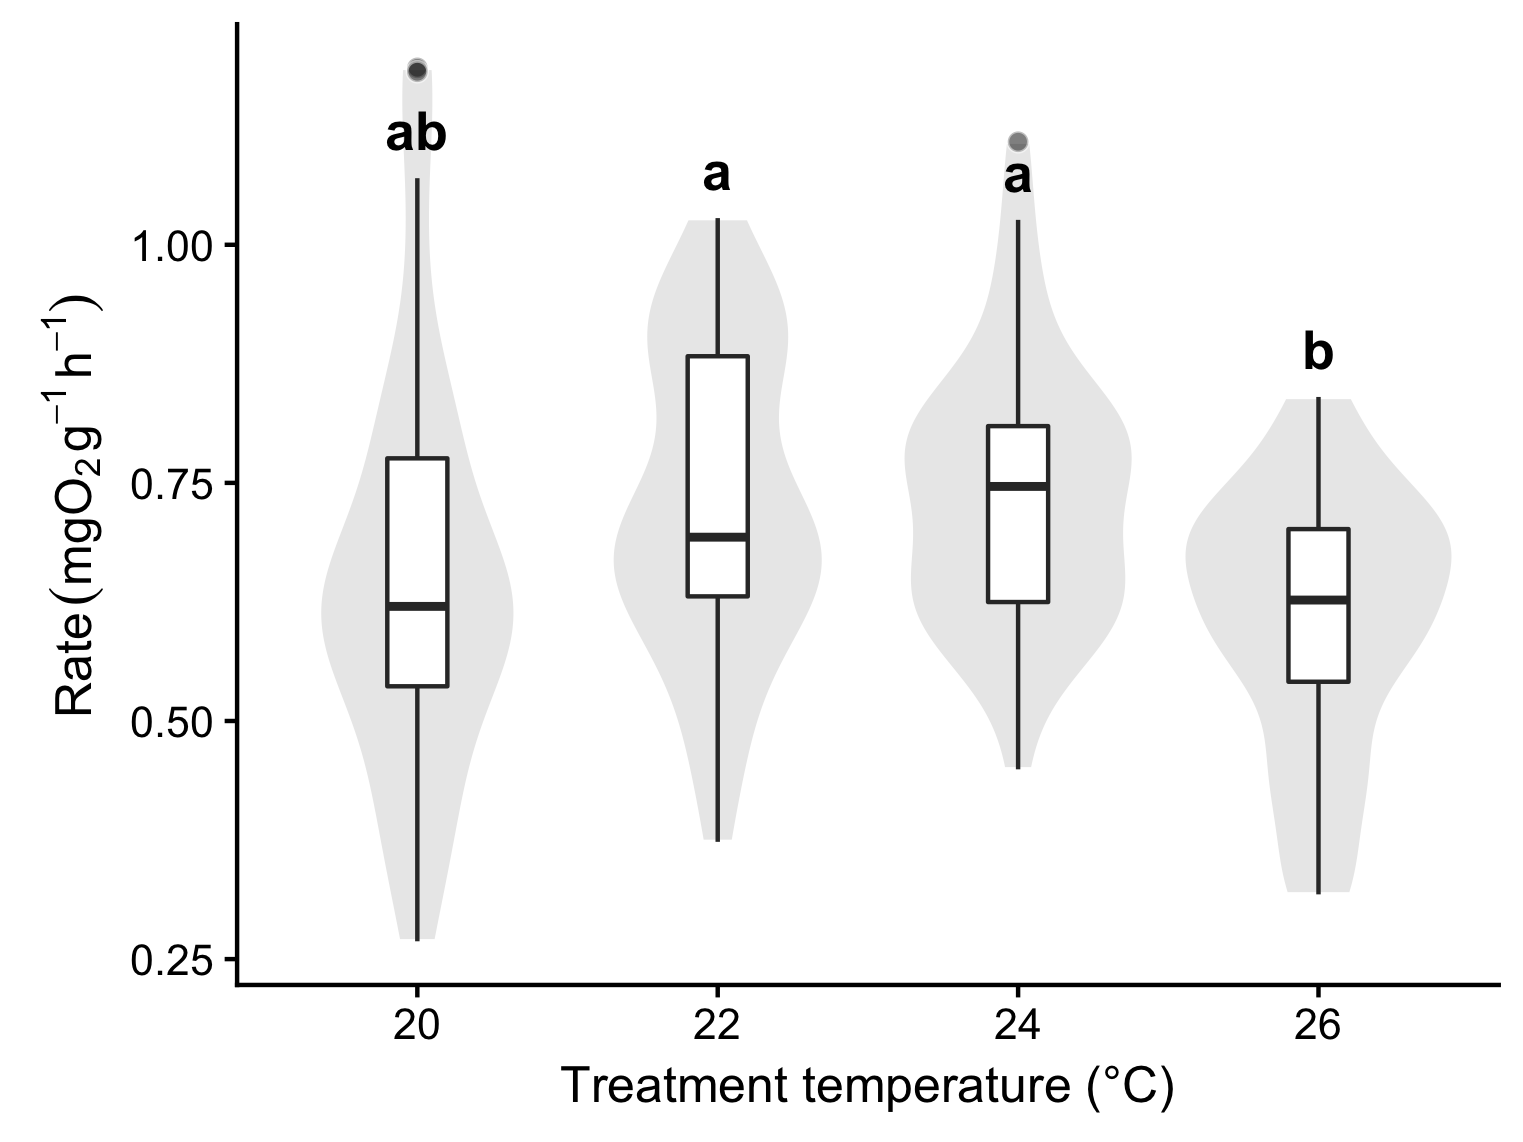 ab
a
a
b
1.00
0.75
0.50
0.25
Rate(mgO₂g⁻¹h⁻¹)
20 22 24 26
Treatment temperature (°C)